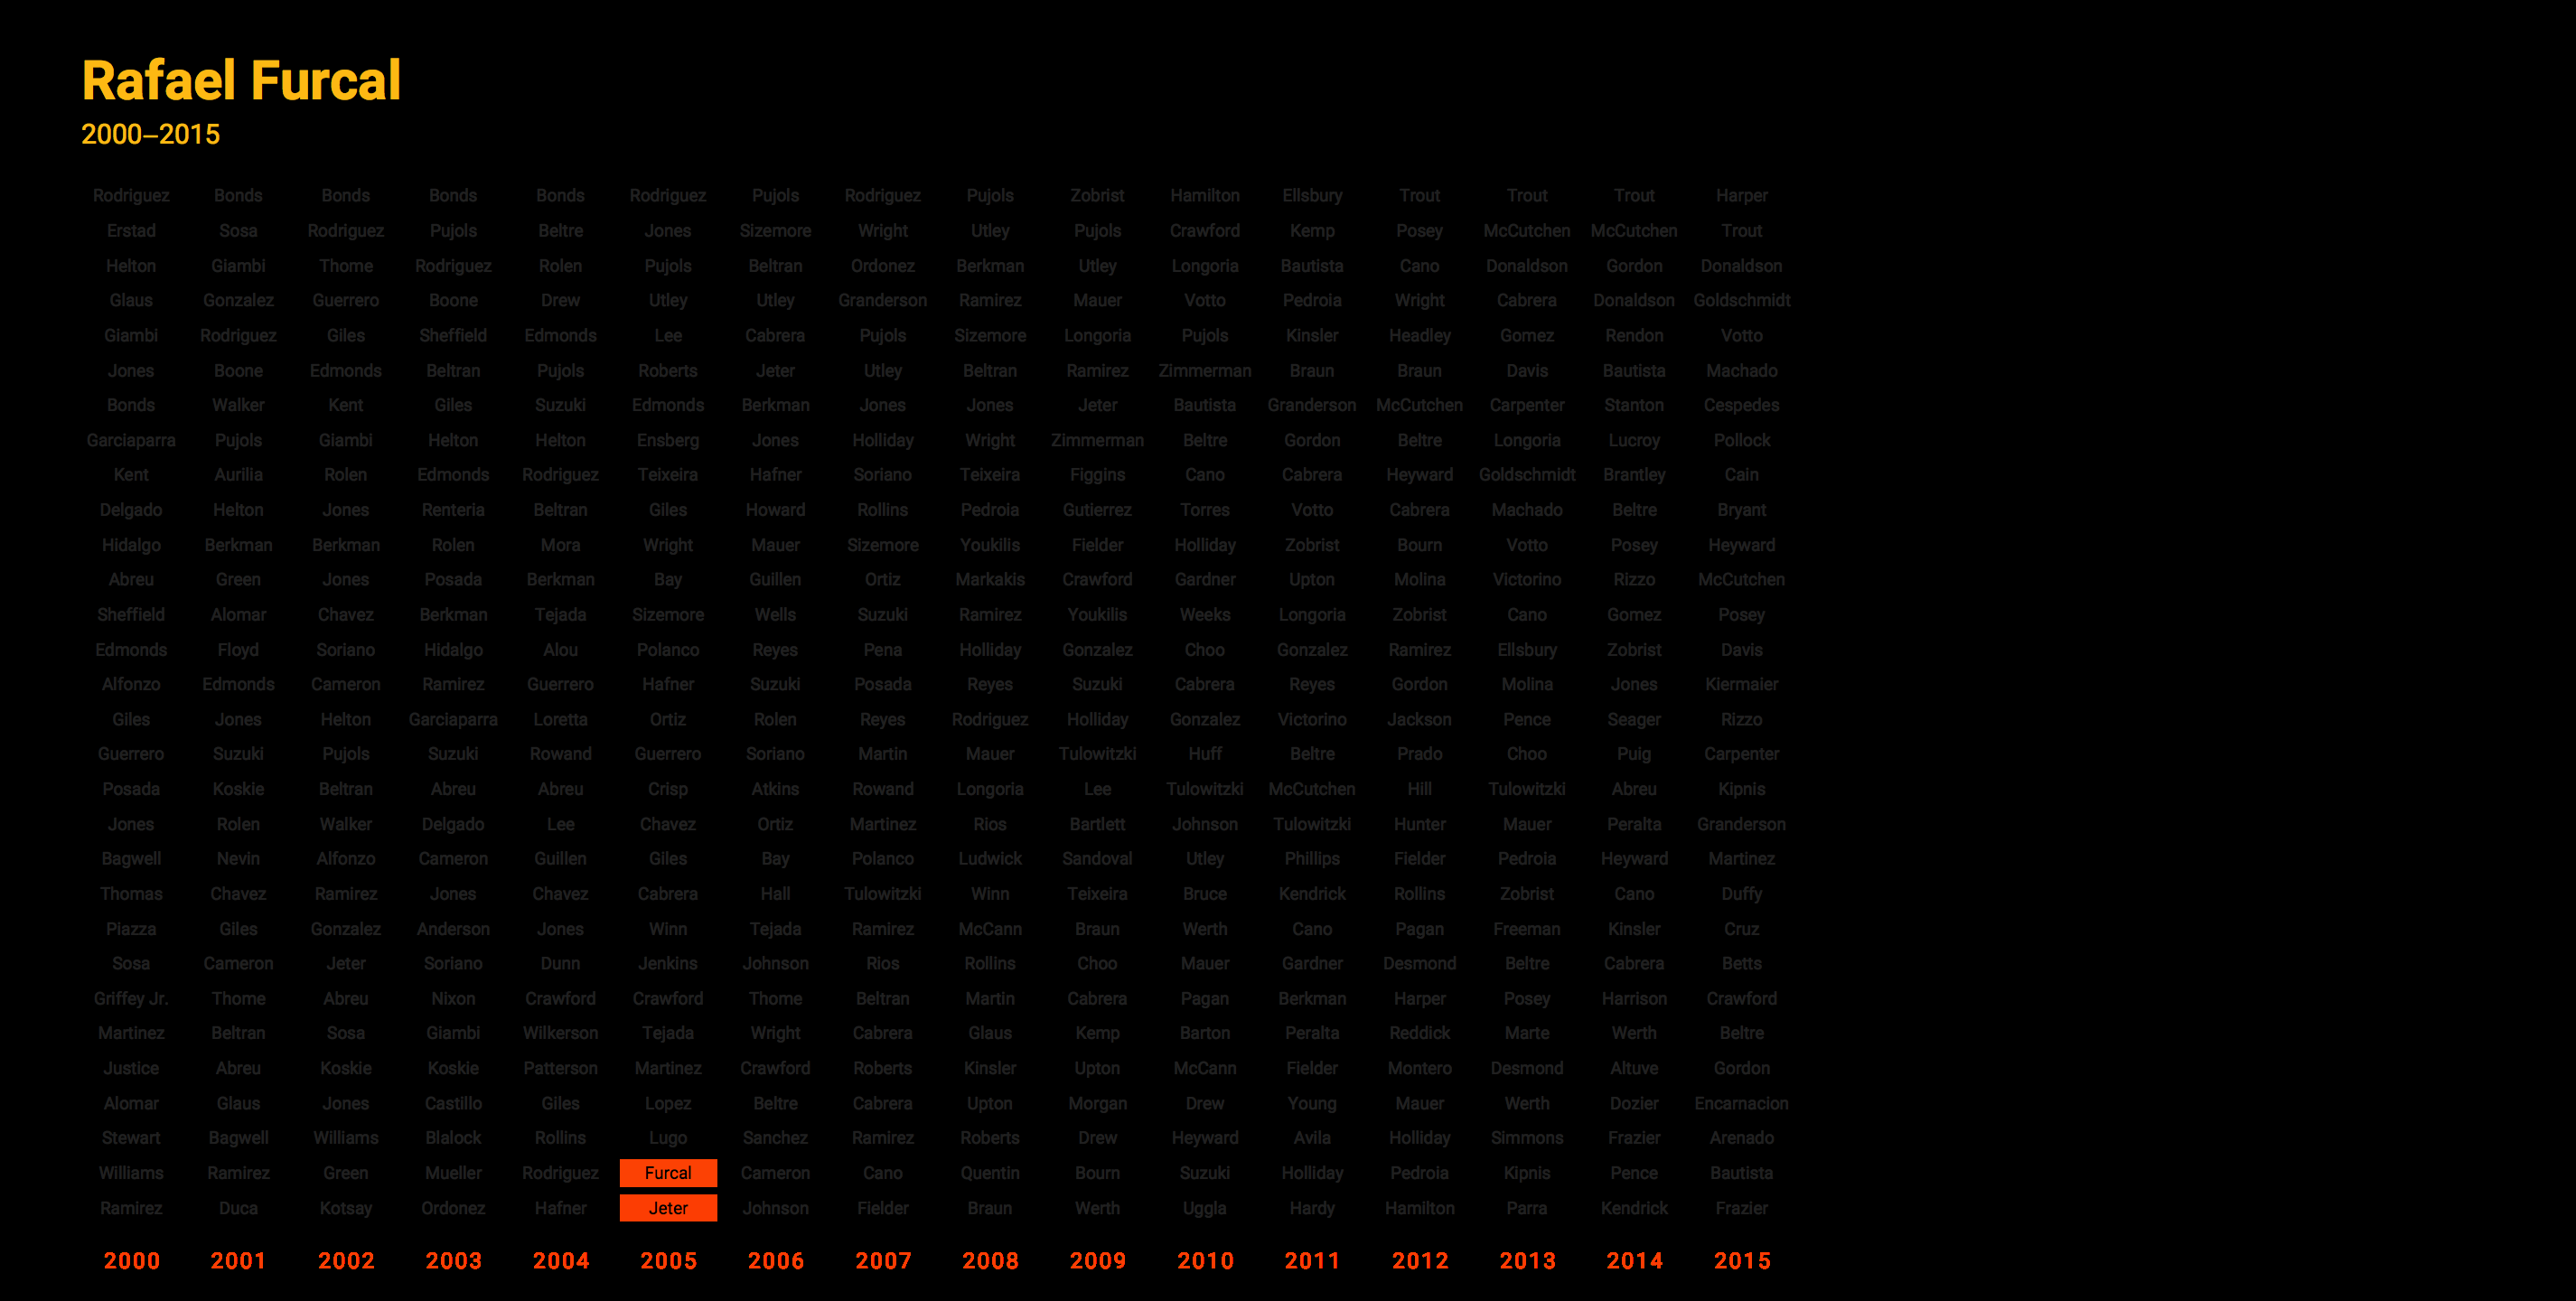 Rafael Furcal
2000–2015
Rodriguez Bonds Bonds Bonds Bonds Rodriguez Pujols Rodriguez Pujols Zobrist Hamilton Ellsbury Trout Trout Trout Harper
Erstad Sosa Rodriguez Pujols Beltre Jones Sizemore Wright Utley Pujols Crawford Kemp Posey McCutchen McCutchen Trout
Helton Giambi Thome Rodriguez Rolen Pujols Beltran Ordonez Berkman Utley Longoria Bautista Cano Donaldson Gordon Donaldson
Glaus Gonzalez Guerrero Boone Drew Utley Utley Granderson Ramirez Mauer Votto Pedroia Wright Cabrera Donaldson Goldschmidt
Giambi Rodriguez Giles Sheffield Edmonds Lee Cabrera Pujols Sizemore Longoria Pujols Kinsler Headley Gomez Rendon Votto
Jones Boone Edmonds Beltran Pujols Roberts Jeter Utley Beltran Ramirez Zimmerman Braun Braun Davis Bautista Machado
Bonds Walker Kent Giles Suzuki Edmonds Berkman Jones Jones Jeter Bautista Granderson McCutchen Carpenter Stanton Cespedes
Garciaparra Pujols Giambi Helton Helton Ensberg Jones Holliday Wright Zimmerman Beltre Gordon Beltre Longoria Lucroy Pollock
Kent Aurilia Rolen Edmonds Rodriguez Teixeira Hafner Soriano Teixeira Figgins Cano Cabrera Heyward Goldschmidt Brantley Cain
Delgado Helton Jones Renteria Beltran Giles Howard Rollins Pedroia Gutierrez Torres Votto Cabrera Machado Beltre Bryant
Hidalgo Berkman Berkman Rolen Mora Wright Mauer Sizemore Youkilis Fielder Holliday Zobrist Bourn Votto Posey Heyward
Abreu Green Jones Posada Berkman Bay Guillen Ortiz Markakis Crawford Gardner Upton Molina Victorino Rizzo McCutchen
Sheffield Alomar Chavez Berkman Tejada Sizemore Wells Suzuki Ramirez Youkilis Weeks Longoria Zobrist Cano Gomez Posey
Edmonds Floyd Soriano Hidalgo Alou Polanco Reyes Pena Holliday Gonzalez Choo Gonzalez Ramirez Ellsbury Zobrist Davis
Alfonzo Edmonds Cameron Ramirez Guerrero Hafner Suzuki Posada Reyes Suzuki Cabrera Reyes Gordon Molina Jones Kiermaier
Giles Jones Helton Garciaparra Loretta Ortiz Rolen Reyes Rodriguez Holliday Gonzalez Victorino Jackson Pence Seager Rizzo
Guerrero Suzuki Pujols Suzuki Rowand Guerrero Soriano Martin Mauer Tulowitzki Huff Beltre Prado Choo Puig Carpenter
Posada Koskie Beltran Abreu Abreu Crisp Atkins Rowand Longoria Lee Tulowitzki McCutchen Hill Tulowitzki Abreu Kipnis
Jones Rolen Walker Delgado Lee Chavez Ortiz Martinez Rios Bartlett Johnson Tulowitzki Hunter Mauer Peralta Granderson
Bagwell Nevin Alfonzo Cameron Guillen Giles Bay Polanco Ludwick Sandoval Utley Phillips Fielder Pedroia Heyward Martinez
Thomas Chavez Ramirez Jones Chavez Cabrera Hall Tulowitzki Winn Teixeira Bruce Kendrick Rollins Zobrist Cano Duffy
Piazza Giles Gonzalez Anderson Jones Winn Tejada Ramirez McCann Braun Werth Cano Pagan Freeman Kinsler Cruz
Sosa Cameron Jeter Soriano Dunn Jenkins Johnson Rios Rollins Choo Mauer Gardner Desmond Beltre Cabrera Betts
Griffey Jr. Thome Abreu Nixon Crawford Crawford Thome Beltran Martin Cabrera Pagan Berkman Harper Posey Harrison Crawford
Martinez Beltran Sosa Giambi Wilkerson Tejada Wright Cabrera Glaus Kemp Barton Peralta Reddick Marte Werth Beltre
Justice Abreu Koskie Koskie Patterson Martinez Crawford Roberts Kinsler Upton McCann Fielder Montero Desmond Altuve Gordon
Alomar Glaus Jones Castillo Giles Lopez Beltre Cabrera Upton Morgan Drew Young Mauer Werth Dozier Encarnacion
Stewart Bagwell Williams Blalock Rollins Lugo Sanchez Ramirez Roberts Drew Heyward Avila Holliday Simmons Frazier Arenado
Williams Ramirez Green Mueller Rodriguez Furcal Cameron Cano Quentin Bourn Suzuki Holliday Pedroia Kipnis Pence Bautista
Ramirez Duca Kotsay Ordonez Hafner Jeter Johnson Fielder Braun Werth Uggla Hardy Hamilton Parra Kendrick Frazier
2000 2001 2002 2003 2004 2005 2006 2007 2008 2009 2010 2011 2012 2013 2014 2015